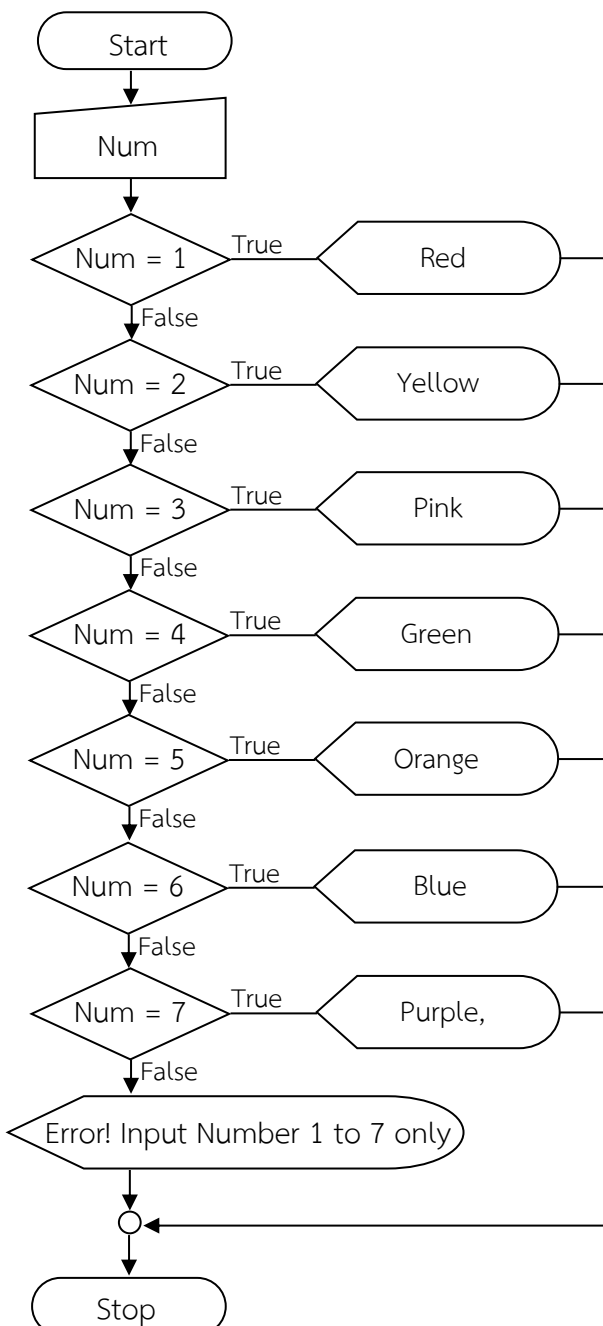 Start
Num
Num = 1
True
Red
False
Num = 2
True
Yellow
False
Num = 3
True
Pink
False
Num = 4
True
Green
False
Num = 5
True
Orange
False
Num = 6
True
Blue
False
Num = 7
True
Purple,
False
Error! Input Number 1 to 7 only
Stop